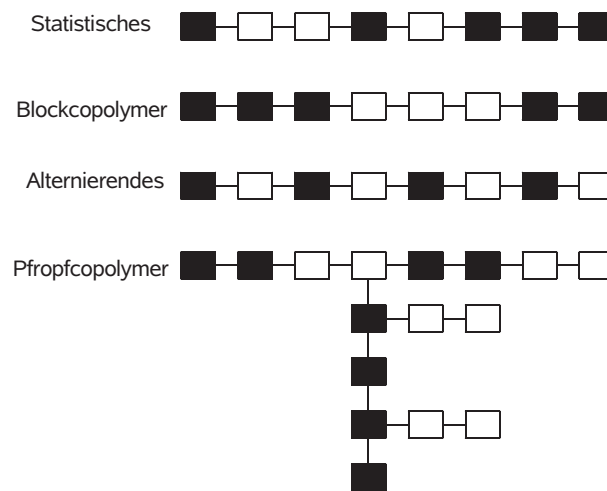 Statistisches
Blockcopolymer
Alternierendes
Pfropfcopolymer